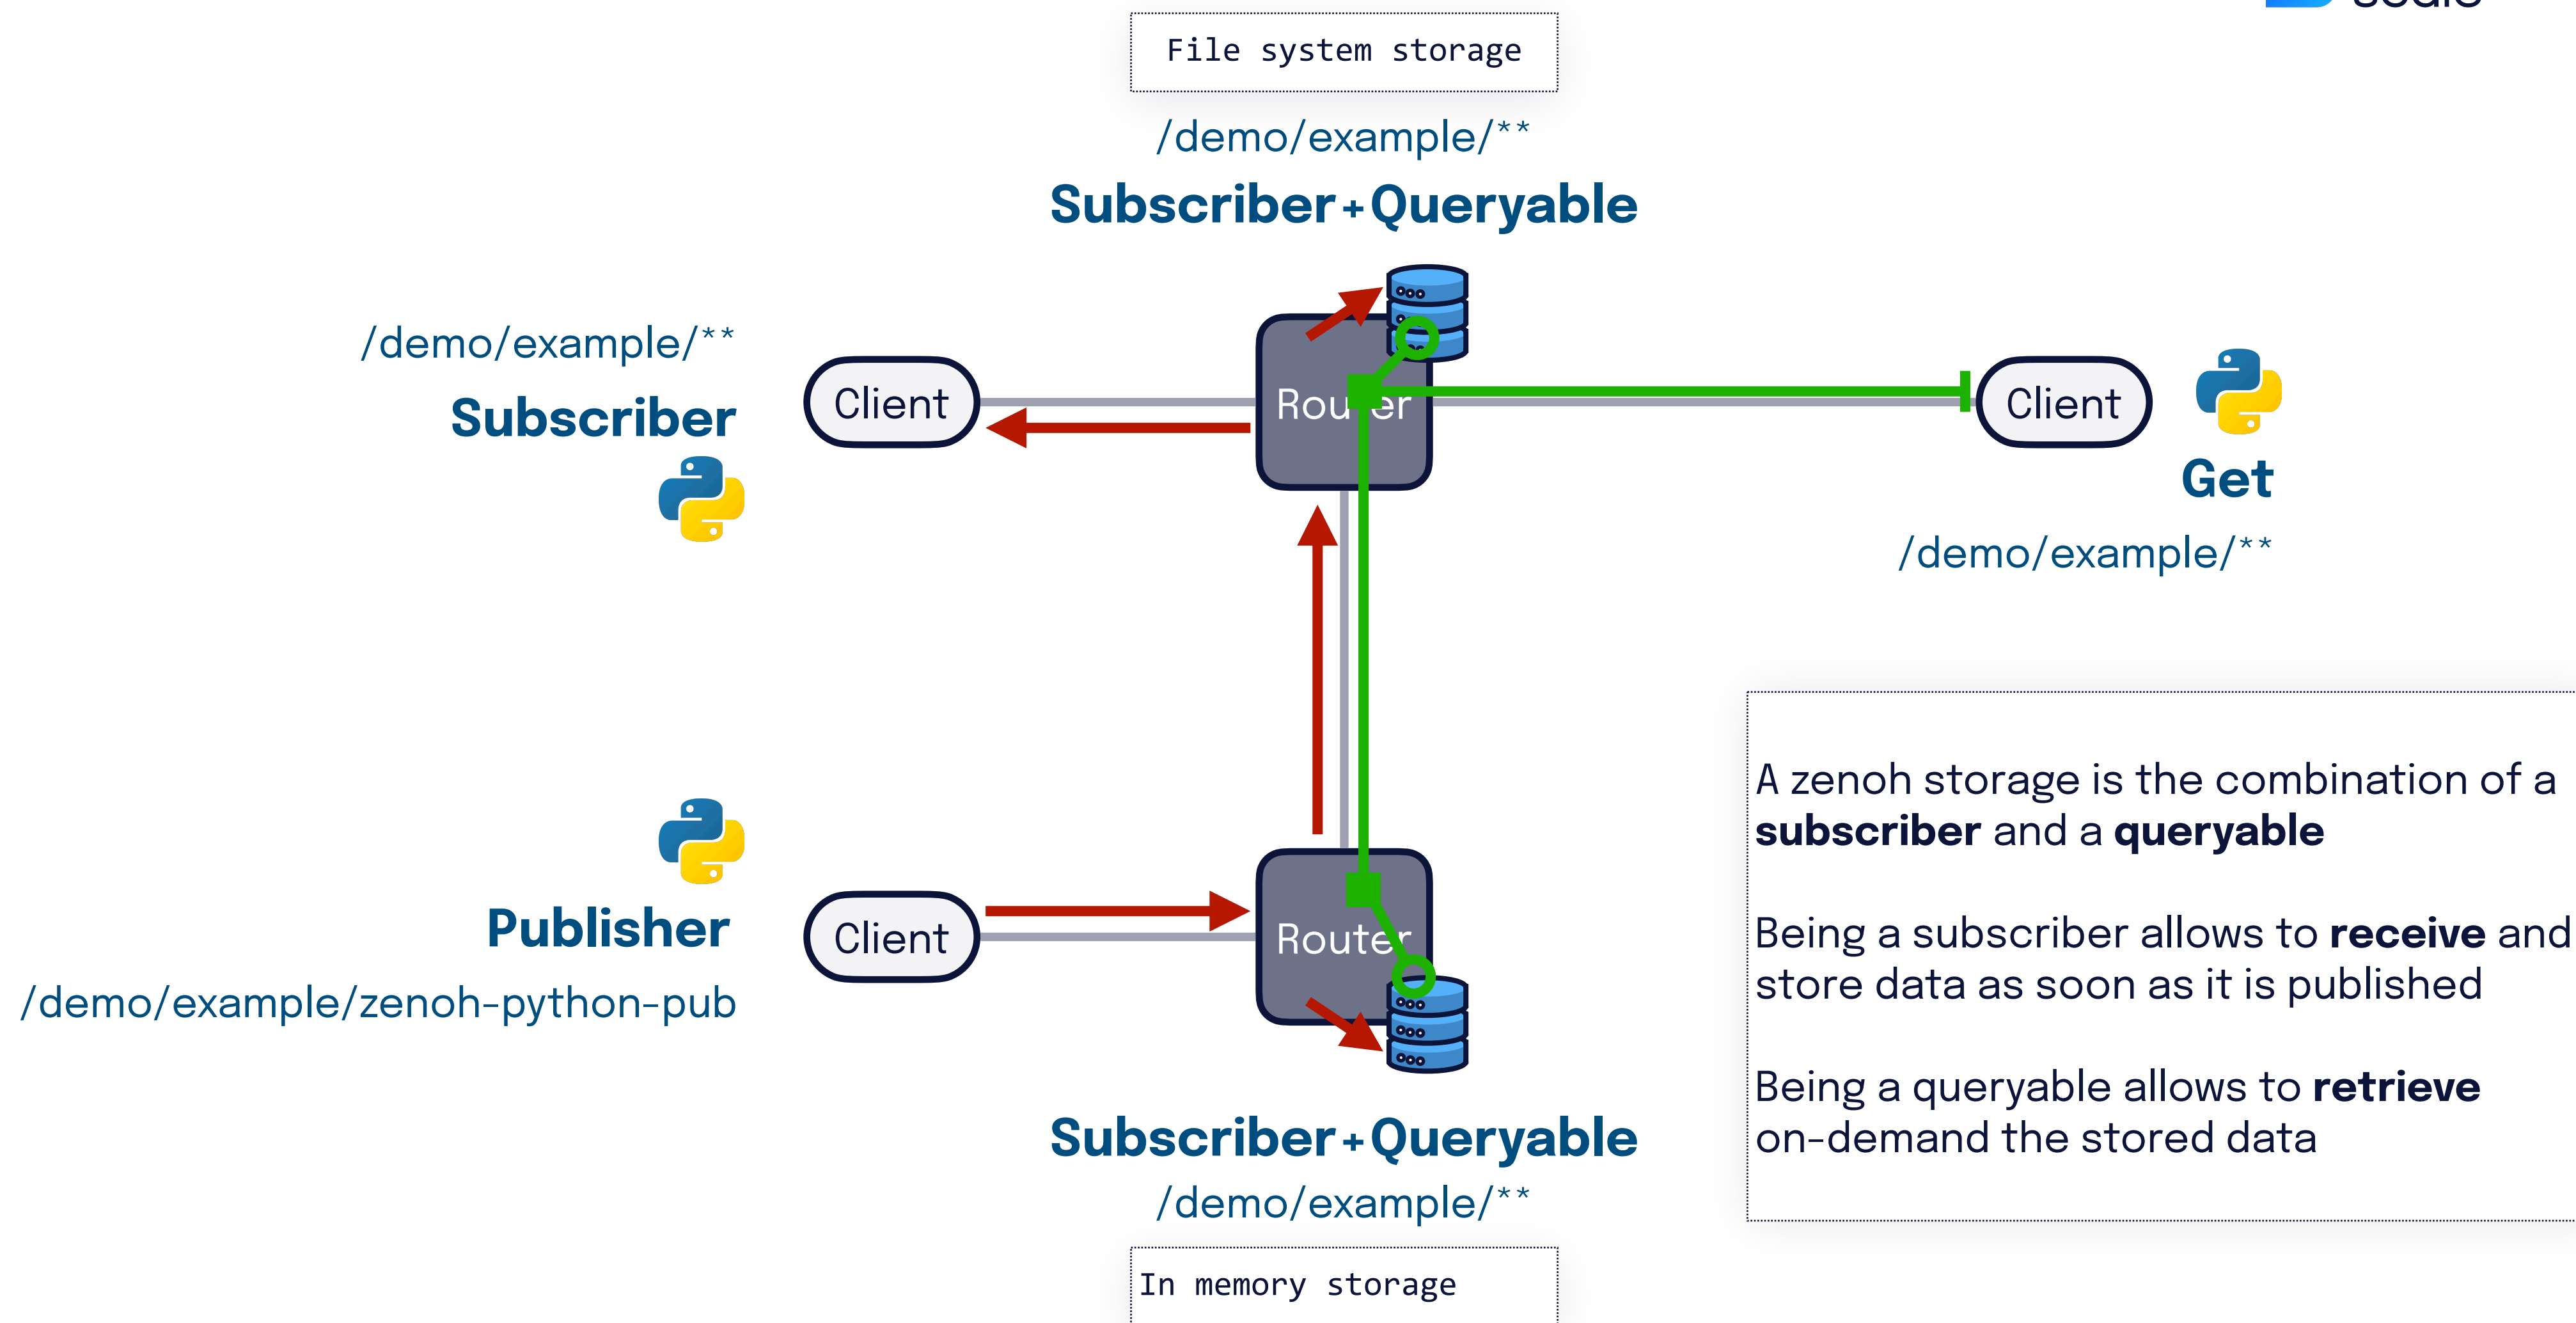 File system storage
/demo/example/**
Subscriber+Queryable
/demo/example/**
Subscriber
Client
Router
Client
Get
/demo/example/**
A zenoh storage is the combination of a
subscriber and a queryable
Being a subscriber allows to receive and
store data as soon as it is published
Being a queryable allows to retrieve
on-demand the stored data
Publisher
/demo/example/zenoh-python-pub
Client
Router
Subscriber+Queryable
/demo/example/**
In memory storage